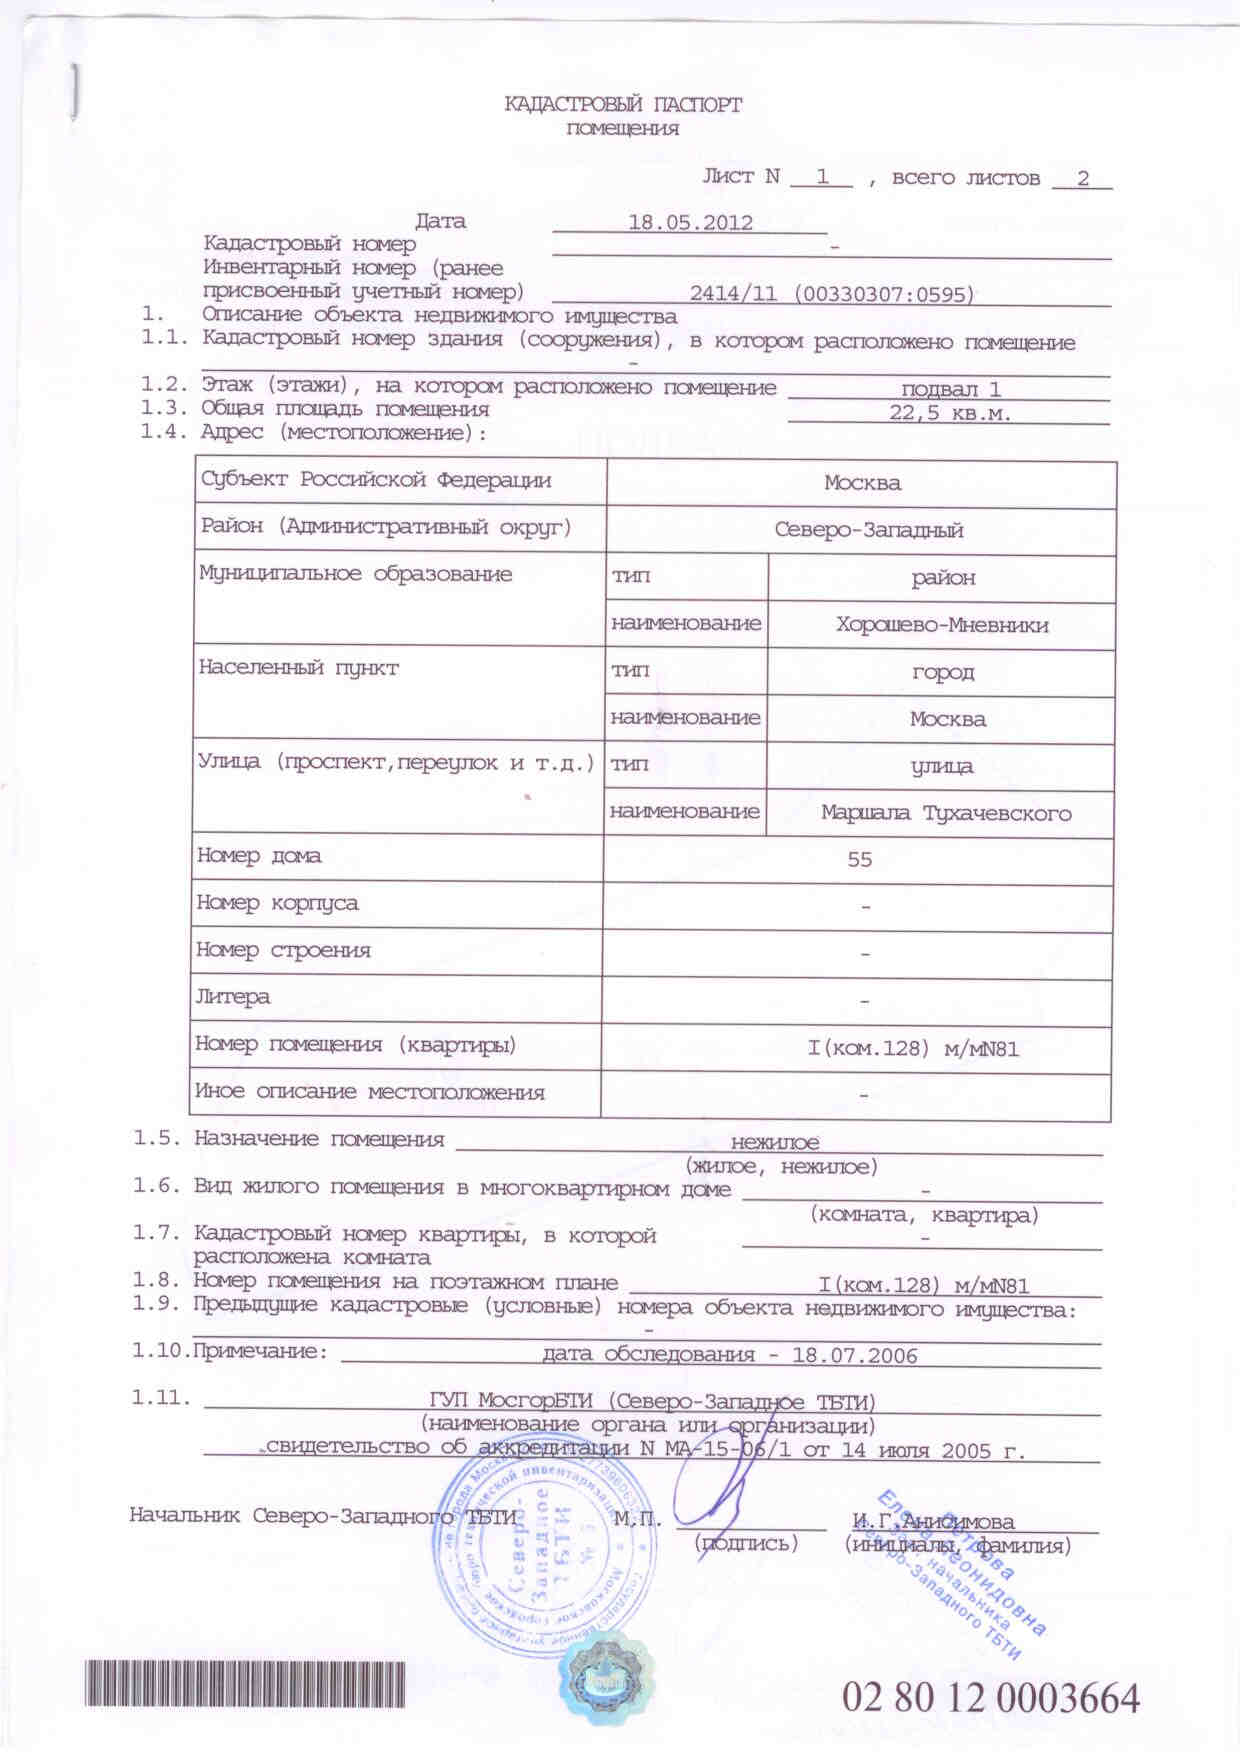 КАДАСТРОВЫЙ ПАСПОРТ
помещения
Лист N 1 , всего листов 2
Дата 18.05.2012
Кадастровый номер -
Инвентарный номер (ранее
присвоенный учетный номер) 2414/11 (00330307:0595)
1. Описание объекта недвижимого имущества
1.1. Кадастровый номер здания (сооружения), в котором расположено помещение
-
1.2. Этаж (этажи), на котором расположено помещение подвал 1
1.3. Общая площадь помещения 22,5 кв.м.
1.4. Адрес (местоположение):
Субъект Российской Федерации Москва
Район (Административный округ) Северо-Западный
Муниципальное образование тип район
наименование Хорошево-Мневники
Населенный пункт тип город
наименование Москва
Улица (проспект,переулок и т.д.) тип улица
наименование Маршала Тухачевского
Номер дома 55
Номер корпуса -
Номер строения -
Литера -
Номер помещения (квартиры) I(ком.128) м/мN81
Иное описание местоположения -
1.5. Назначение помещения нежилое
(жилое, нежилое)
1.6. Вид жилого помещения в многоквартирном доме -
(комната, квартира)
1.7. Кадастровый номер квартиры, в которой -
расположена комната
1.8. Номер помещения на поэтажном плане I(ком.128) м/мN81
1.9. Предыдущие кадастровые (условные) номера объекта недвижимого имущества:
-
1.10.Примечание: дата обследования - 18.07.2006
1.11. ГУП МосгорБТИ (Северо-Западное ТБТИ)
(наименование органа или организации)
свидетельство об аккредитации N МА-15-06/1 от 14 июля 2005 г.
Начальник Северо-Западного ТБТИ М.П. И.Г.Анисимова
(подпись) (инициалы, фамилия)
Петрова
Елена Леонидовна
Зам. начальника
Северо-Западного ТБТИ
Северо-
Западное
ТБТИ
02 80 12 0003664